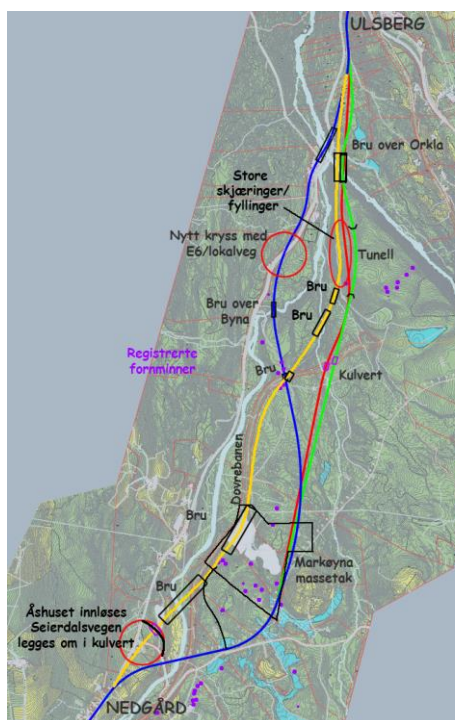 ULSBERG
Bru over Orkla
Store
skjæringer/
fyllinger
Nytt kryss med
E6/lokalveg
Tunell
Bru
Bru over
Byna
Bru
Registrerte
fornminner
Bru
Kulvert
Dovrebanen
Bru
Markøyna
massetak
Bru
Åshuset innløses
Seierdalsvegen
legges om i kulvert
NEDGÅRD